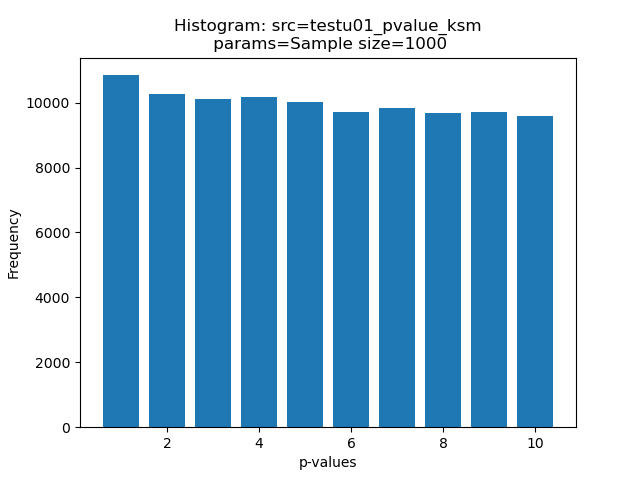 Histogram: src=testu01_pvalue_ksm
params=Sample size=1000
10000
8000
6000
4000
2000
0
Frequency
2
4
6
8
10
p-values